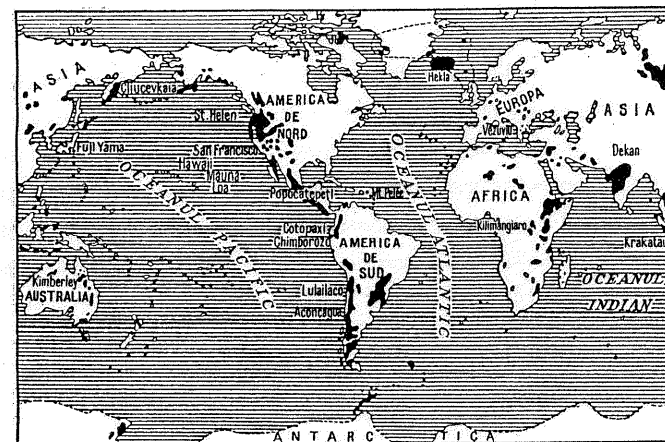 ASIA
Cliucevkaia
Hekla
EUROPA
ASIA
AMERICA
DE
NORD
St. Helen
Vezuviu
Fuji Yama
San Francisco
Dekan
Hawaii
Mauna-
Loa
Popocatepetl
Mt. Pelée
AFRICA
OCEANUL PACIFIC
OCEANUL ATLANTIC
Cotopaxi
Chimborozo
AMERICA
DE
SUD
Kilimangiaro
Krakatau
Kimberley
AUSTRALIA
Lulailaco
Aconcagua
OCEANUL
INDIAN
ANTARCTICA